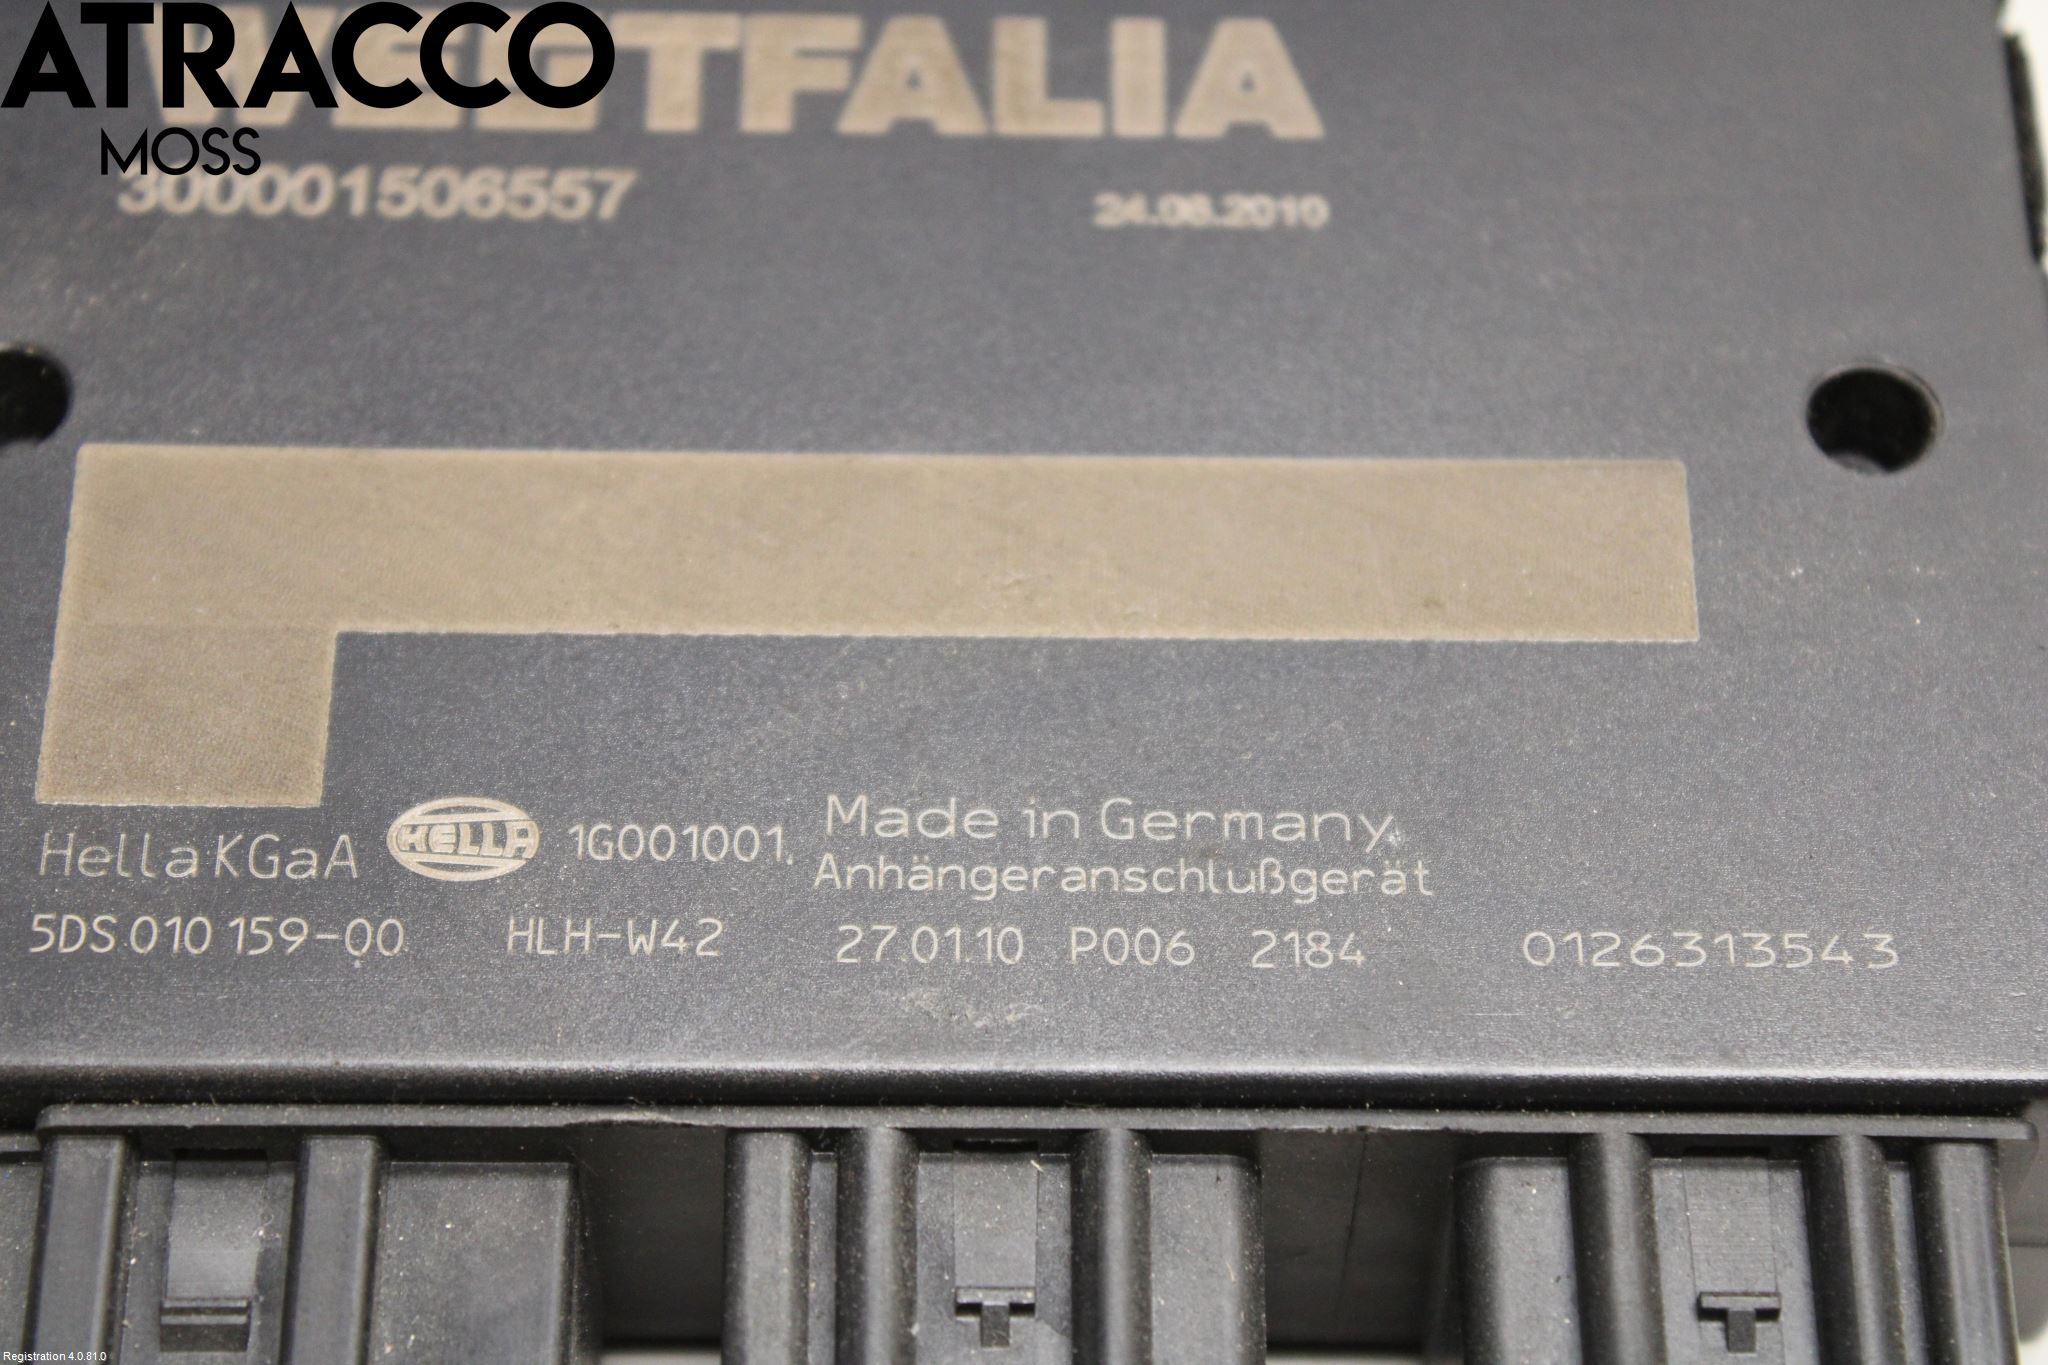 ATRACCO
MOSS
WESTFALIA
300001506557 24.08.2010
Hella KGaA HELLA 1G001001. Made in Germany
Anhängeranschlußgerät
5DS 010 159-00 HLH-W42 27.01.10 P006 2184 0126313543
Registration 4.0.81.0